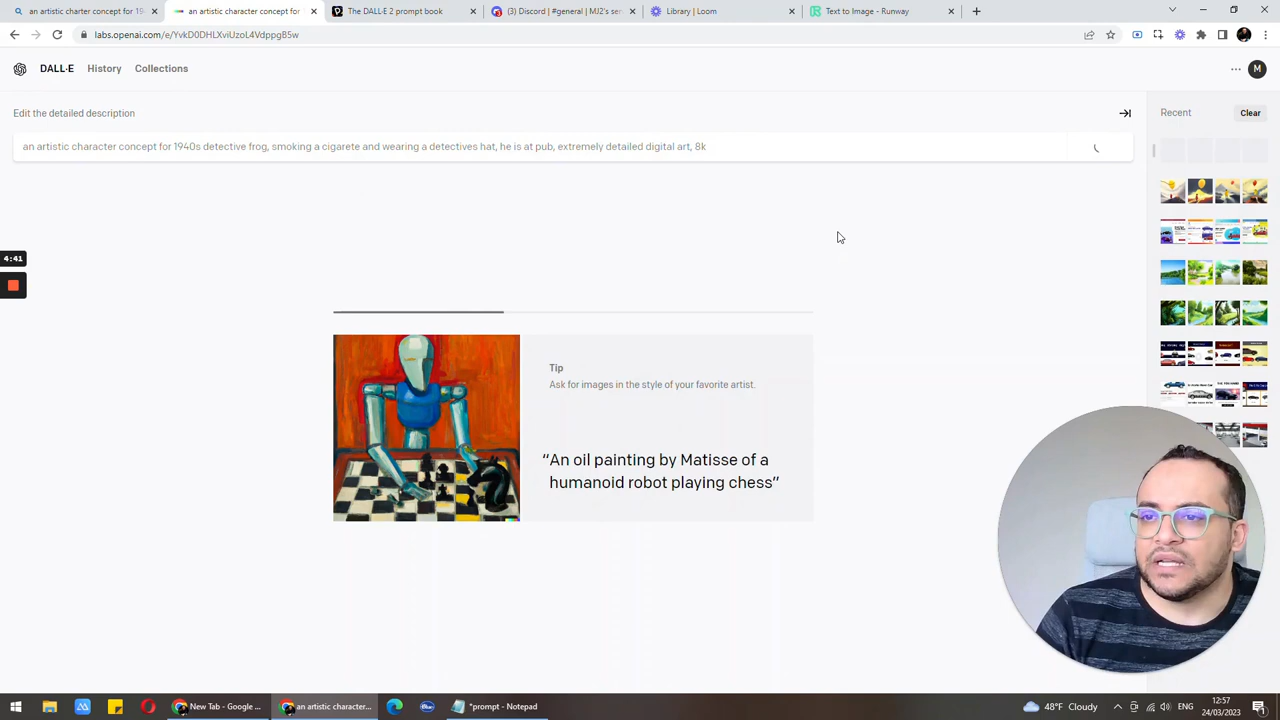 an artistic charter concept for 19
an artistic character concept for 1
The DALL·E 2 prompt book
(3) Discord | #general | MJ2's ser
Library | Loom
Text to Image - Runway
labs.openai.com/e/YvkD0DHLXviUzoL4VdppgB5w
DALL·E
History
Collections
M
Edit the detailed description
Recent
Clear
an artistic character concept for 1940s detective frog, smoking a cigarete and wearing a detectives hat, he is at pub, extremely detailed digital art, 8k
4:41
Tip
Ask for images in the style of your favorite artist.
“An oil painting by Matisse of a
humanoid robot playing chess”
New Tab - Google ...
an artistic character...
*prompt - Notepad
48°F Cloudy
ENG
12:57
24/03/2023